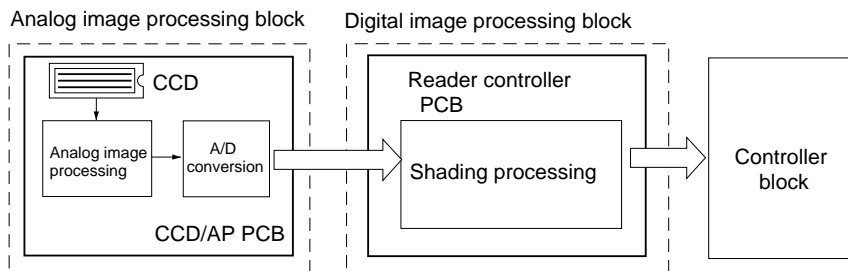 Analog image processing block
Digital image processing block
CCD
Analog image
processing
A/D
conversion
CCD/AP PCB
Reader controller
PCB
Shading processing
Controller
block